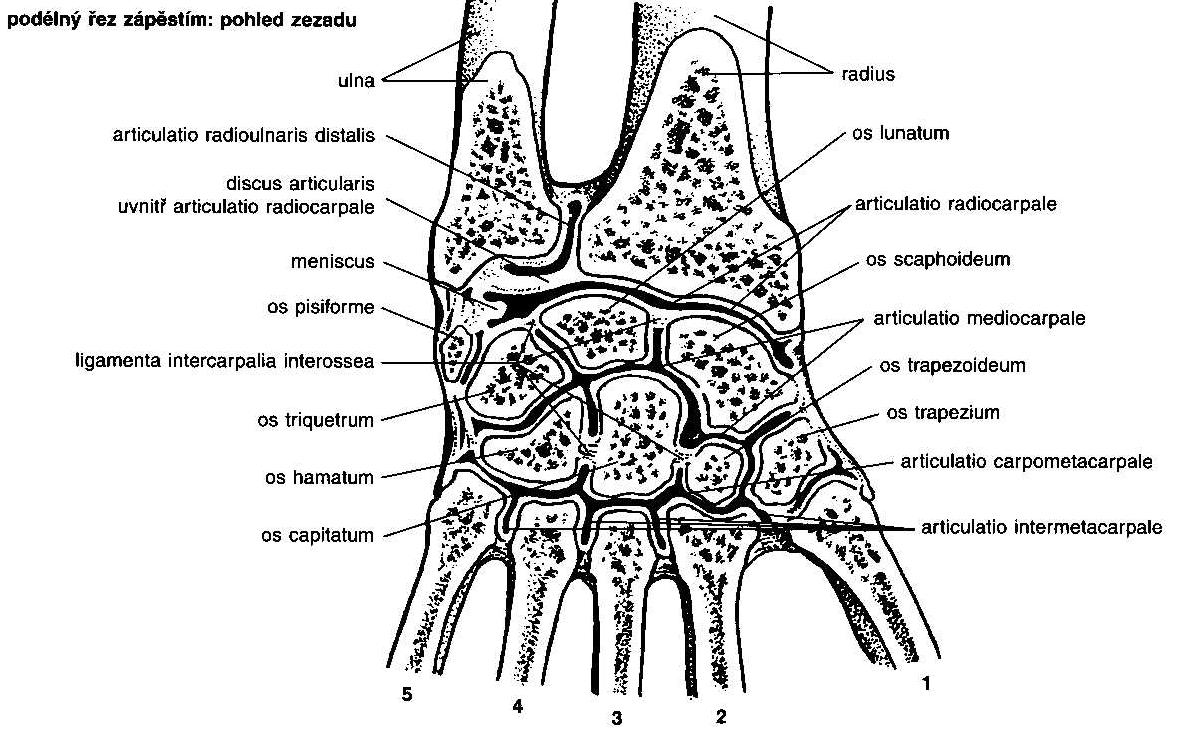 podélný řez zápěstím: pohled zezadu
ulna
articulatio radioulnaris distalis
discus articularis
uvnitř articulatio radiocarpale
meniscus
os pisiforme
ligamenta intercarpalia interossea
os triquetrum
os hamatum
os capitatum
radius
os lunatum
articulatio radiocarpale
os scaphoideum
articulatio mediocarpale
os trapezoideum
os trapezium
articulatio carpometacarpale
articulatio intermetacarpale
5
4
3
2
1